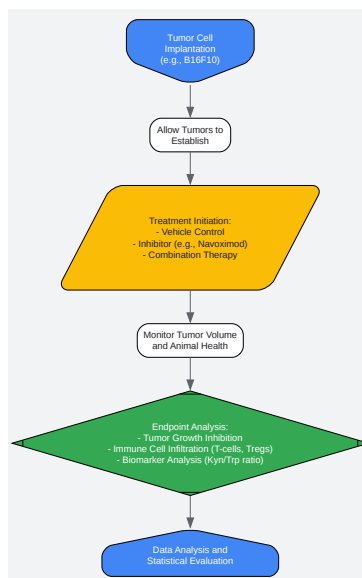 Tumor Cell
Implantation
(e.g., B16F10)
Allow Tumors to
Establish
Treatment Initiation:
- Vehicle Control
- Inhibitor (e.g., Navoximod)
- Combination Therapy
Monitor Tumor Volume
and Animal Health
Endpoint Analysis:
- Tumor Growth Inhibition
- Immune Cell Infiltration (T-cells, Tregs)
- Biomarker Analysis (Kyn/Trp ratio)
Data Analysis and
Statistical Evaluation